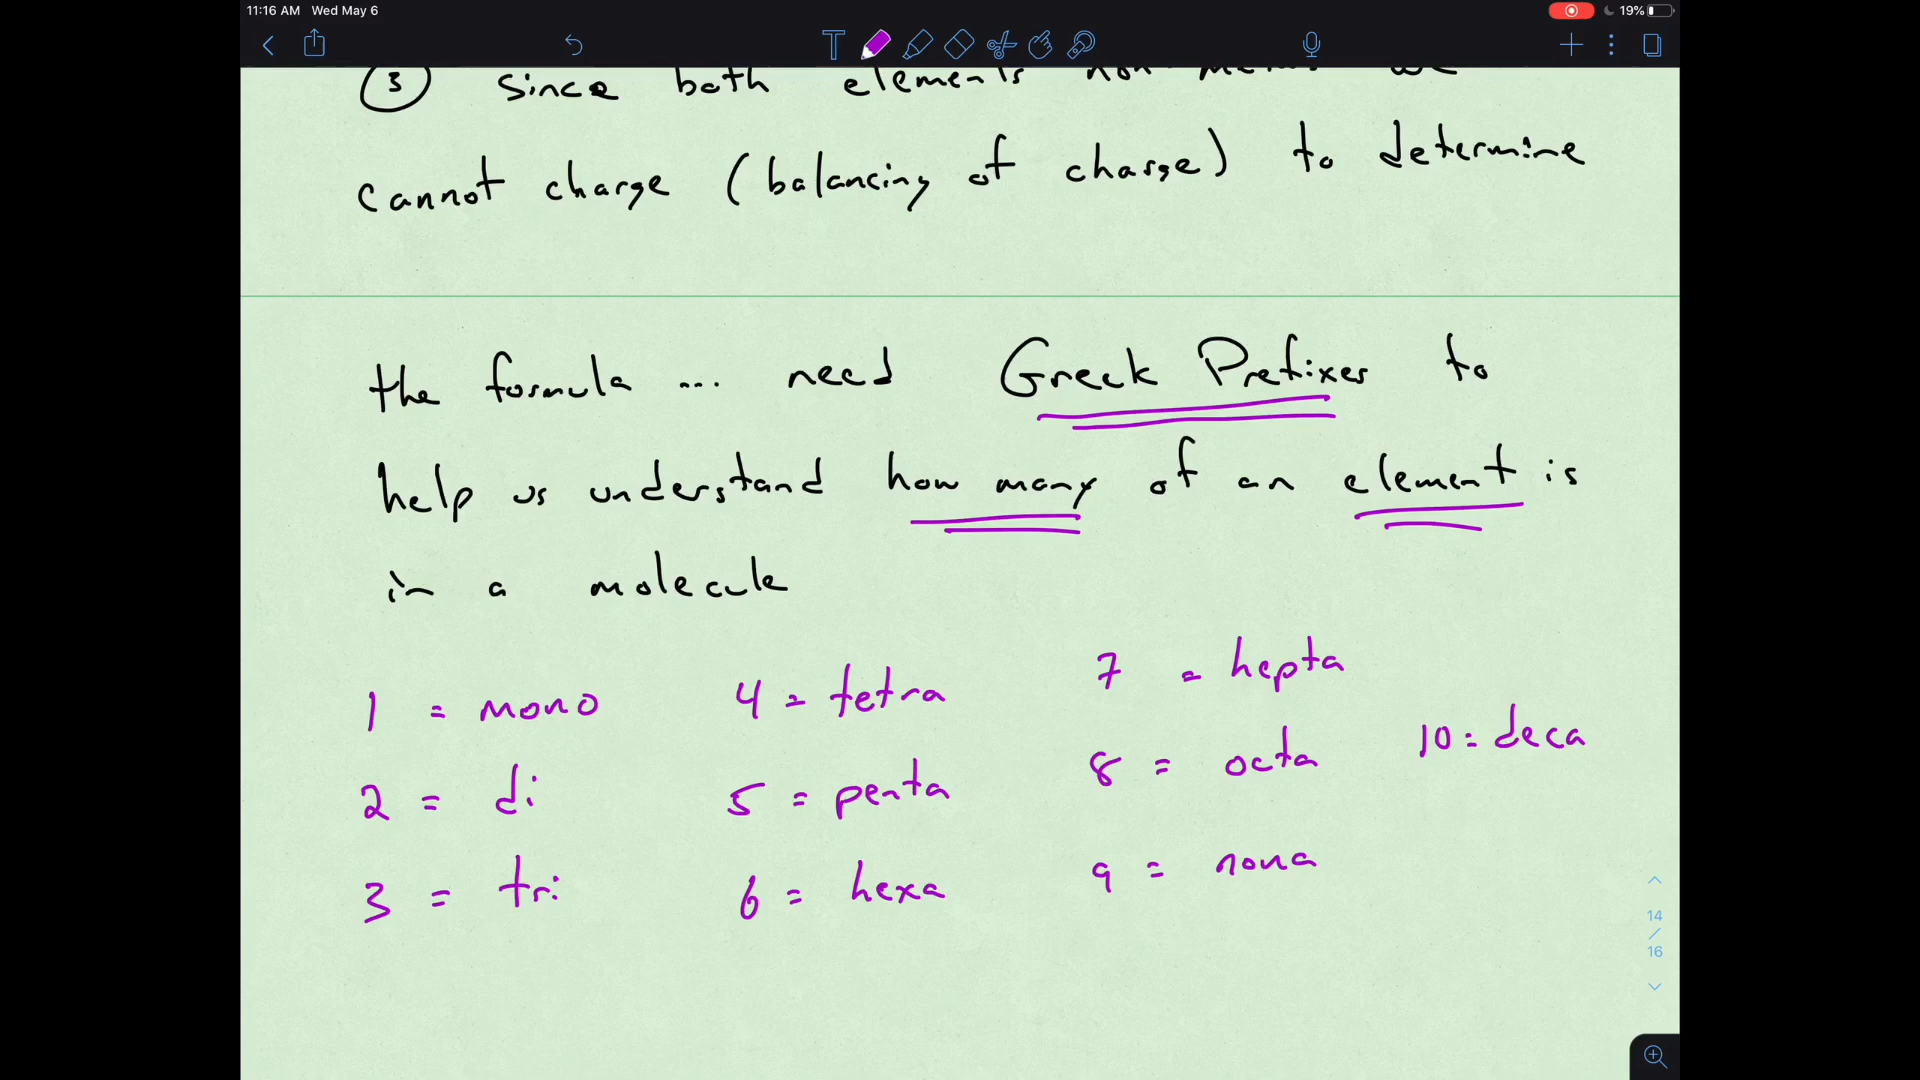 11:16 AM Wed May 6
19%
T
③ Since both elements we
cannot charge (balancing of charge) to determine
the formula ... need Greek Prefixes to
help us understand how many of an element is
in a molecule
1 = mono
2 = di
3 = tri
4 = tetra
5 = penta
6 = hexa
7 = hepta
8 = octa
9 = nona
10 = deca
14
/
16